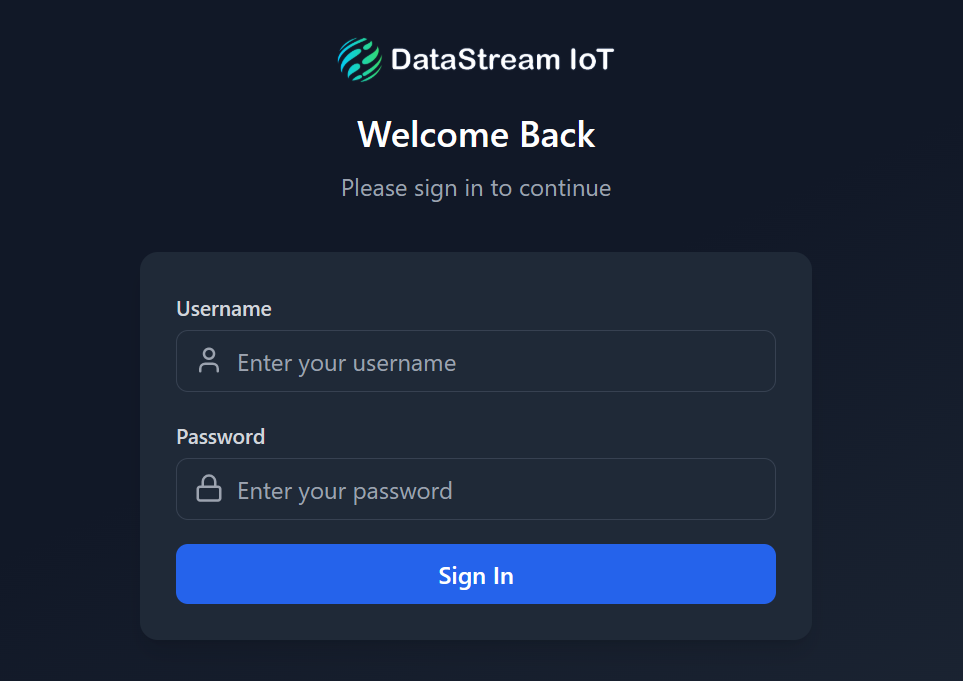 DataStream IoT
Welcome Back
Please sign in to continue
Username
Enter your username
Password
Enter your password
Sign In